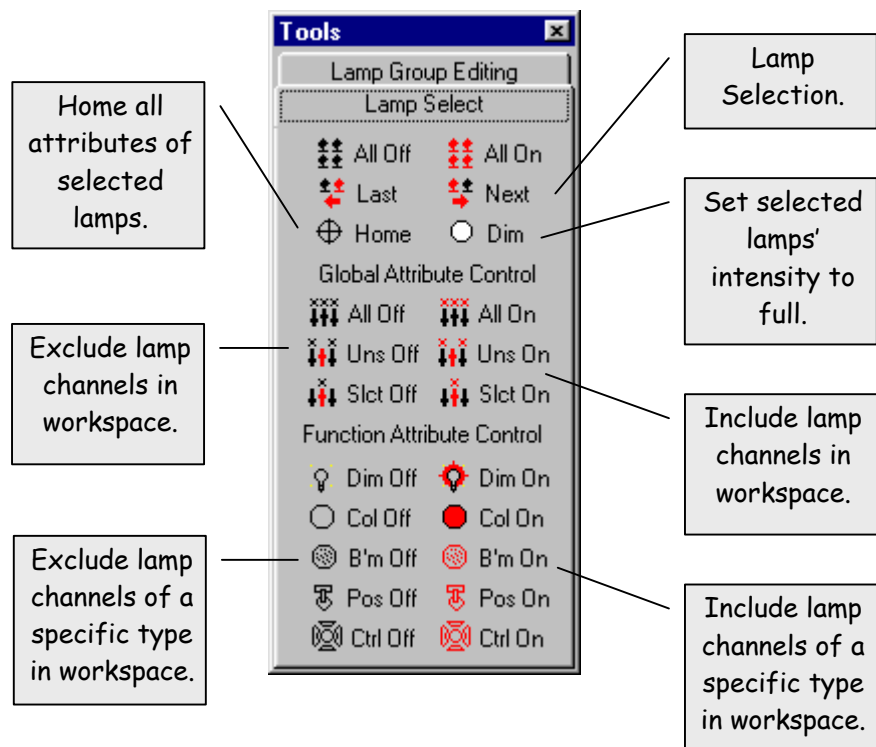 Tools
Lamp Group Editing
Lamp Select
All Off All On
Last Next
Home Dim
Global Attribute Control
All Off All On
Uns Off Uns On
Slct Off Slct On
Function Attribute Control
Dim Off Dim On
Col Off Col On
B'm Off B'm On
Pos Off Pos On
Ctrl Off Ctrl On
Home all
attributes of
selected
lamps.
Exclude lamp
channels in
workspace.
Exclude lamp
channels of a
specific type
in workspace.
Lamp
Selection.
Set selected
lamps’
intensity to
full.
Include lamp
channels in
workspace.
Include lamp
channels of a
specific type
in workspace.